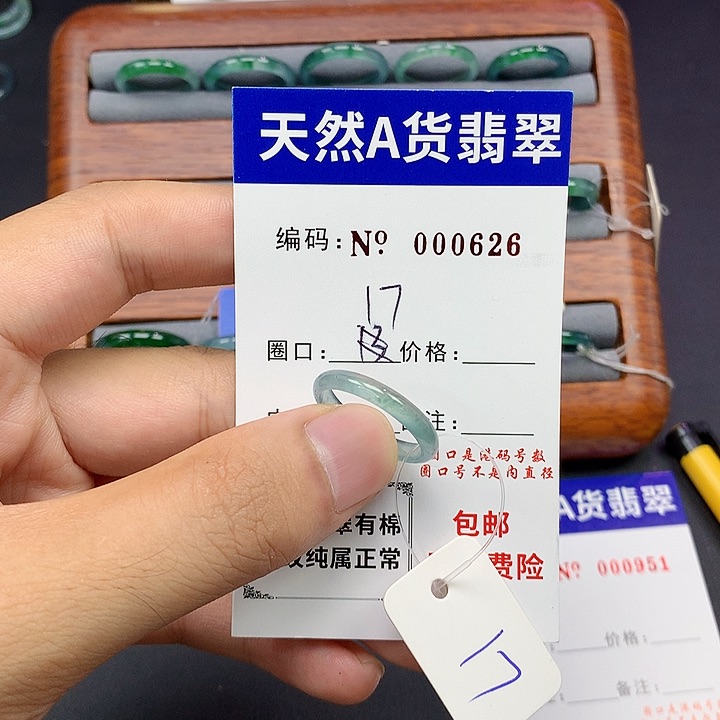 天然A货翡翠
编码:Nº 000626
17
圈口: 价格:
注:
圈口是港码号数
圈口号不是内直径
翠有棉
纹纯属正常
包邮
费险
17
A货翡翠
Nº 000951
价格:
备注: